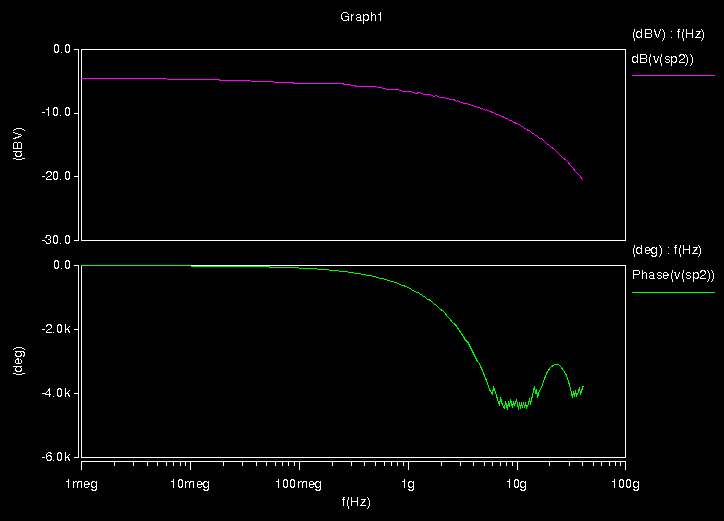 Graph1
(dBV) : f(Hz)
dB(v(sp2))
0.0
-10.0
-20.0
-30.0
(dBV)
(deg) : f(Hz)
Phase(v(sp2))
0.0
-2.0k
-4.0k
-6.0k
(deg)
1meg 10meg 100meg 1g 10g 100g
f(Hz)